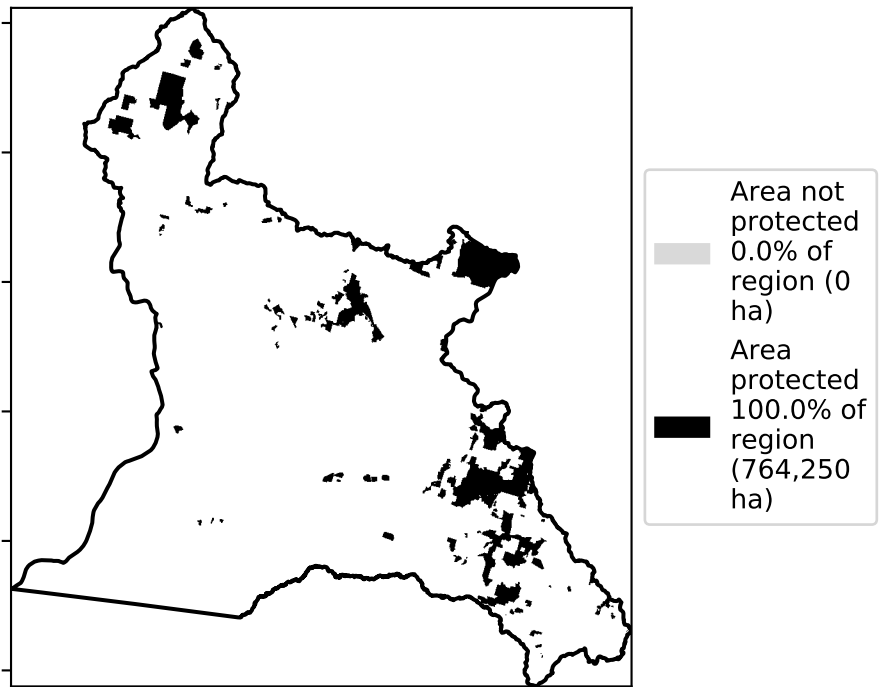 Area not
protected
0.0% of
region (0
ha)
Area
protected
100.0% of
region
(764,250
ha)